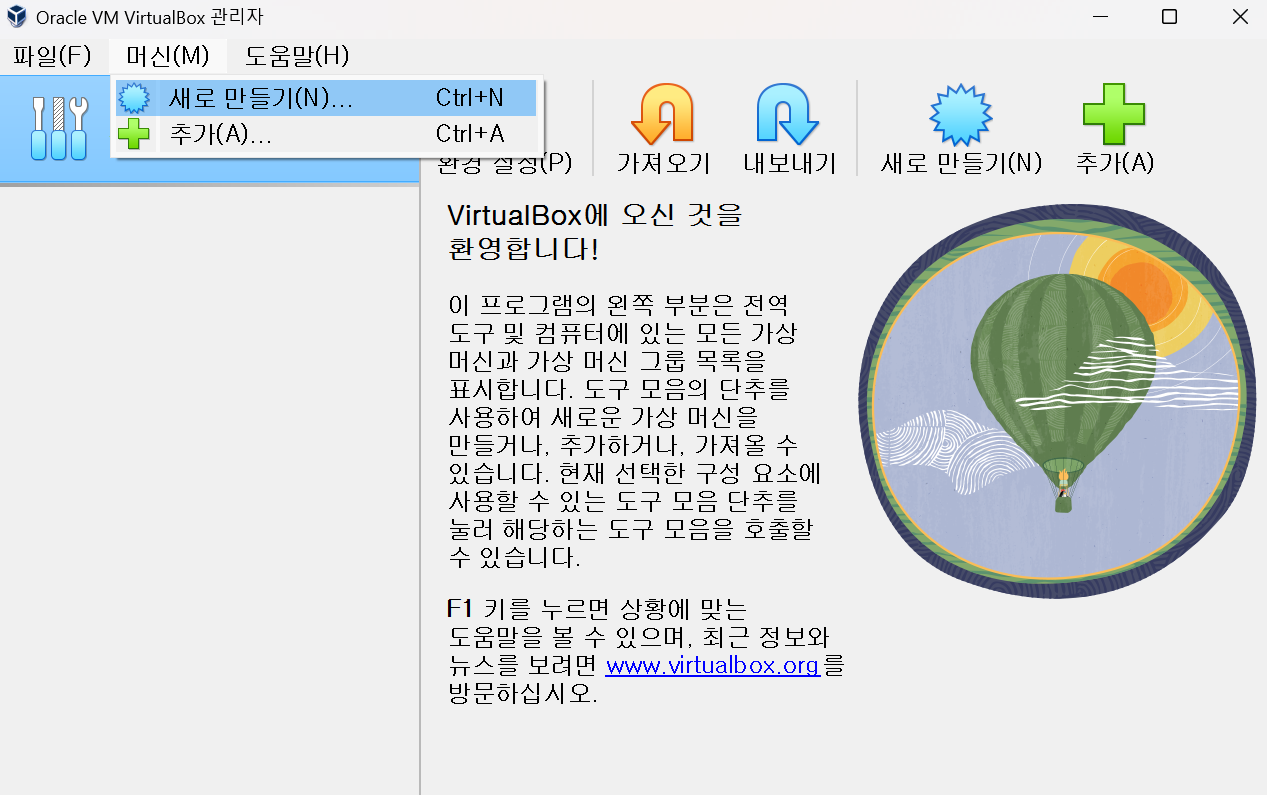 Oracle VM VirtualBox 관리자
파일(F) 머신(M) 도움말(H)
새로 만들기(N)... Ctrl+N
추가(A)... Ctrl+A
환경 설정(P) 가져오기 내보내기 새로 만들기(N) 추가(A)
VirtualBox에 오신 것을
환영합니다!
이 프로그램의 왼쪽 부분은 전역
도구 및 컴퓨터에 있는 모든 가상
머신과 가상 머신 그룹 목록을
표시합니다. 도구 모음의 단추를
사용하여 새로운 가상 머신을
만들거나, 추가하거나, 가져올 수
있습니다. 현재 선택한 구성 요소에
사용할 수 있는 도구 모음 단추를
눌러 해당하는 도구 모음을 호출할
수 있습니다.
F1 키를 누르면 상황에 맞는
도움말을 볼 수 있으며, 최근 정보와
뉴스를 보려면 www.virtualbox.org를
방문하십시오.